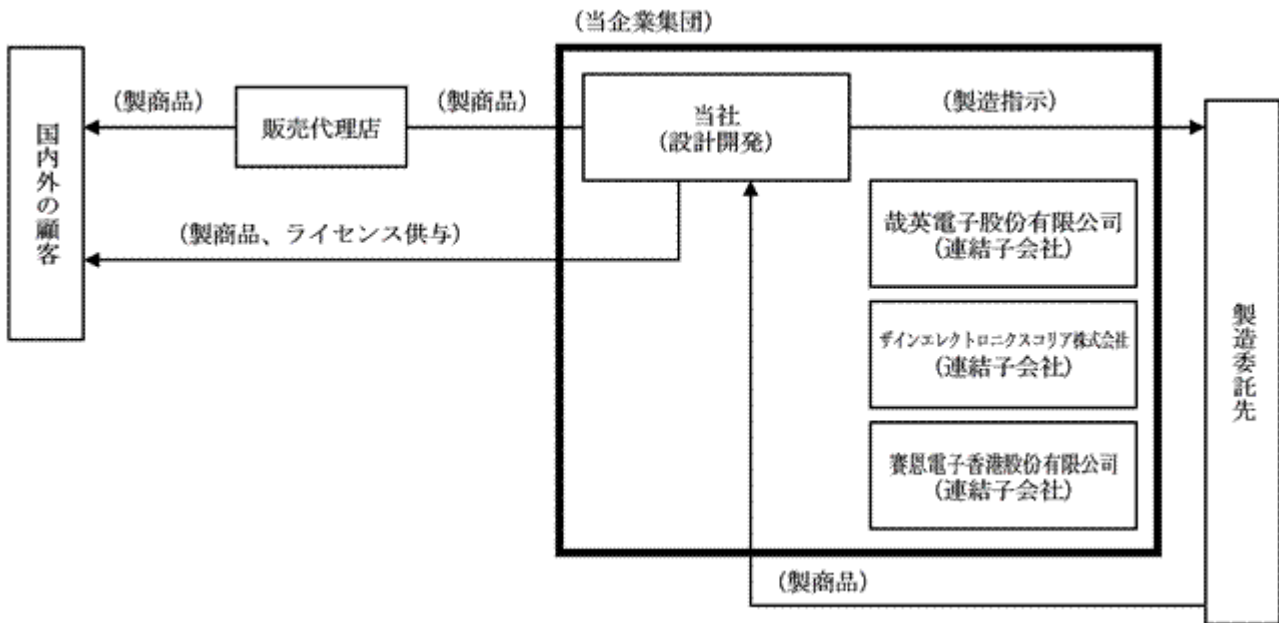 (当企業集団)
(製商品)
(製商品)
(製造指示)
国内外の顧客
販売代理店
当社
(設計開発)
(製商品、ライセンス供与)
哉英電子股份有限公司
(連結子会社)
ザインエレクトロニクスコリア株式会社
(連結子会社)
賽恩電子香港股份有限公司
(連結子会社)
製造委託先
(製商品)